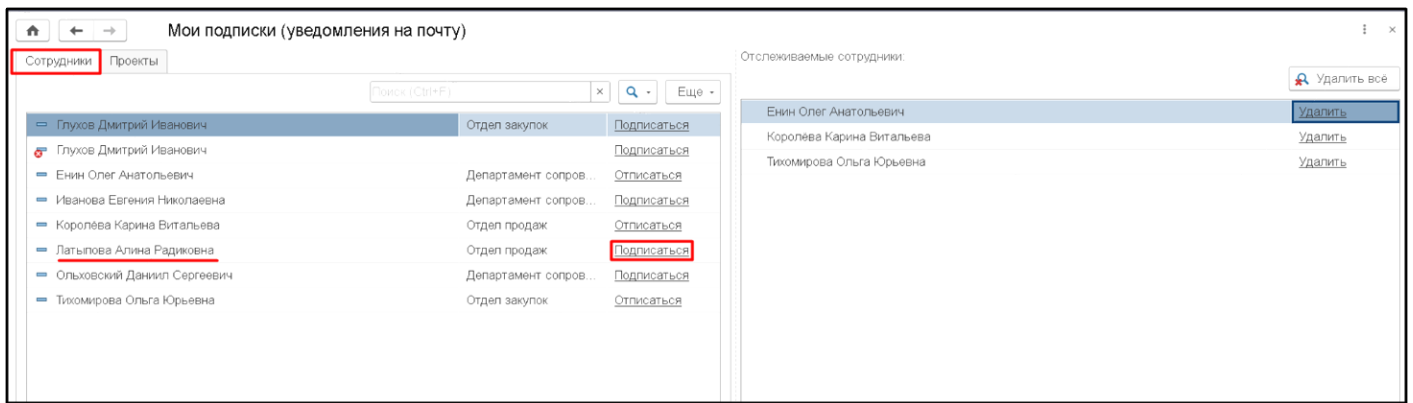 Мои подписки (уведомления на почту)
Сотрудники Проекты
Поиск (Ctrl+F) × Еще
Глухов Дмитрий Иванович Отдел закупок Подписаться
Глухов Дмитрий Иванович Подписаться
Енин Олег Анатольевич Департамент сопров... Отписаться
Иванова Евгения Николаевна Департамент сопров... Подписаться
Королёва Карина Витальева Отдел продаж Отписаться
Латыпова Алина Радиковна Отдел продаж Подписаться
Ольховский Даниил Сергеевич Департамент сопров... Подписаться
Тихомирова Ольга Юрьевна Отдел закупок Отписаться
Отслеживаемые сотрудники:
Удалить все
Енин Олег Анатольевич Удалить
Королёва Карина Витальева Удалить
Тихомирова Ольга Юрьевна Удалить